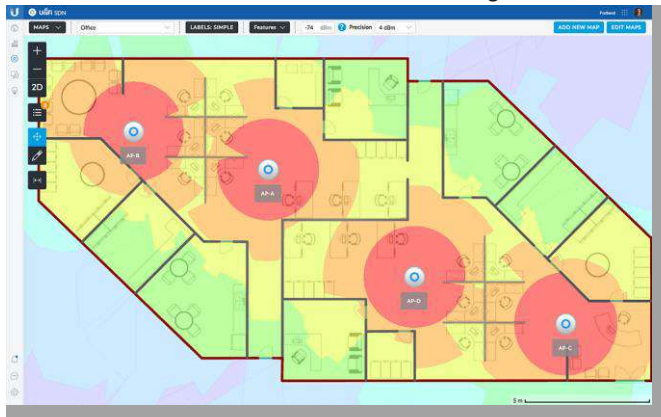 U UniFi SDN
Portland
MAPS Office LABELS: SIMPLE Features -74 dBm ? Precision 4 dBm ADD NEW MAP EDIT MAPS
2D
AP-B
AP-A
AP-D
AP-C
5 m